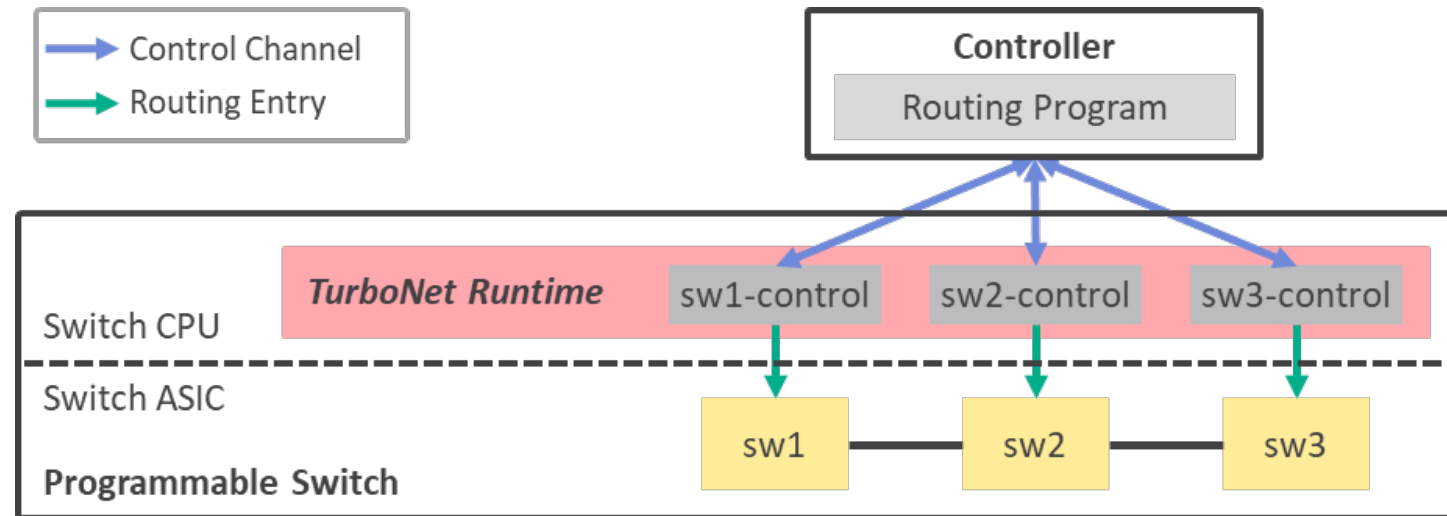 Control Channel
Routing Entry
Controller
Routing Program
TurboNet Runtime
sw1-control
sw2-control
sw3-control
Switch CPU
Switch ASIC
sw1
sw2
sw3
Programmable Switch